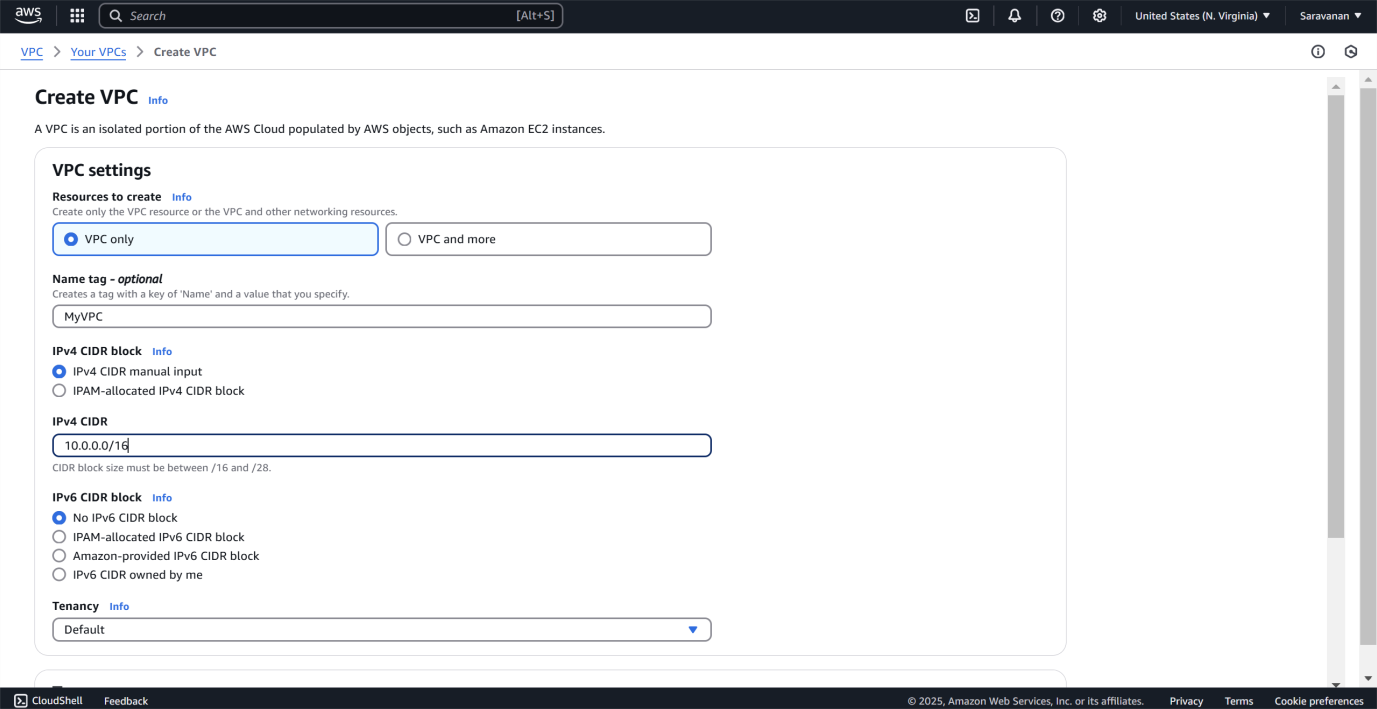 aws Search [Alt+S] United States (N. Virginia) ▼ Saravanan ▼
VPC > Your VPCs > Create VPC
Create VPC Info
A VPC is an isolated portion of the AWS Cloud populated by AWS objects, such as Amazon EC2 instances.
VPC settings
Resources to create Info
Create only the VPC resource or the VPC and other networking resources.
VPC only VPC and more
Name tag - optional
Creates a tag with a key of 'Name' and a value that you specify.
MyVPC
IPv4 CIDR block Info
IPv4 CIDR manual input
IPAM-allocated IPv4 CIDR block
IPv4 CIDR
10.0.0.0/16
CIDR block size must be between /16 and /28.
IPv6 CIDR block Info
No IPv6 CIDR block
IPAM-allocated IPv6 CIDR block
Amazon-provided IPv6 CIDR block
IPv6 CIDR owned by me
Tenancy Info
Default
CloudShell Feedback © 2025, Amazon Web Services, Inc. or its affiliates. Privacy Terms Cookie preferences